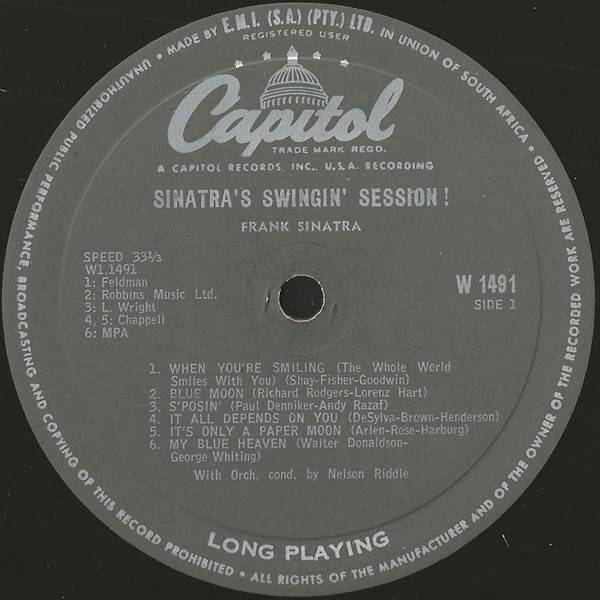 MADE BY E.M.I. (S.A.) (PTY.) LTD. IN UNION OF SOUTH AFRICA •
REGISTERED USER
Capitol
TRADE MARK REGD.
A CAPITOL RECORDS, INC., U.S.A. RECORDING
SINATRA'S SWINGIN' SESSION!
FRANK SINATRA
SPEED 33⅓
W1.1491
1: Feldman
2: Robbins Music Ltd.
3: L. Wright
4, 5: Chappell
6: MPA
W 1491
SIDE 1
1. WHEN YOU'RE SMILING (The Whole World
Smiles With You) (Shay-Fisher-Goodwin)
2. BLUE MOON (Richard Rodgers-Lorenz Hart)
3. S'POSIN' (Paul Denniker-Andy Razaf)
4. IT ALL DEPENDS ON YOU (DeSylva-Brown-Henderson)
5. IT'S ONLY A PAPER MOON (Arlen-Rose-Harburg)
6. MY BLUE HEAVEN (Walter Donaldson-
George Whiting)
With Orch. cond. by Nelson Riddle
LONG PLAYING
ALL RIGHTS OF THE MANUFACTURER AND OF THE OWNER OF THE RECORDED WORK ARE RESERVED •
UNAUTHORIZED PUBLIC PERFORMANCE, BROADCASTING AND COPYING OF THIS RECORD PROHIBITED •